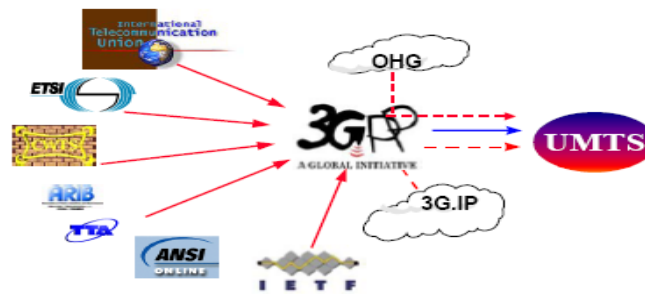 International
Telecommunication
Union
OHG
ETSI
3GPP
A GLOBAL INITIATIVE
UMTS
CWTS
ARIB
TTA
3G.IP
ANSI
ONLINE
IETF